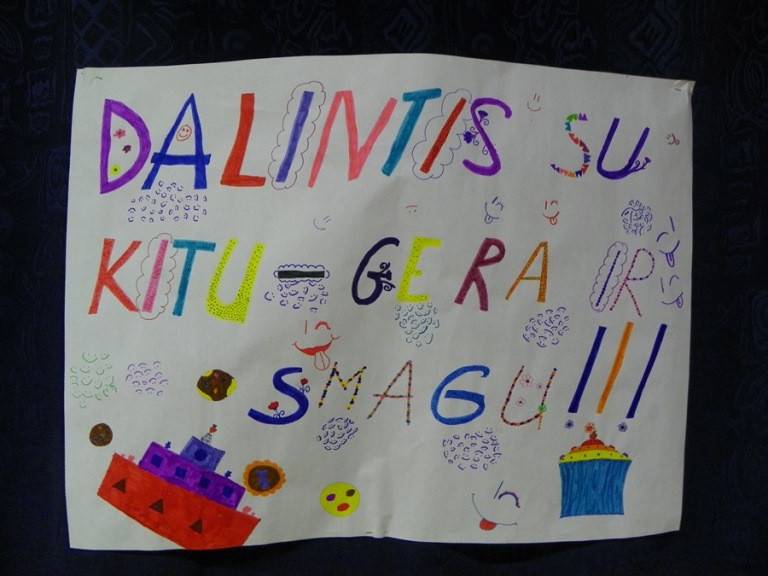 DALINTIS SU
KITU - GERA IR
SMAGU!!!